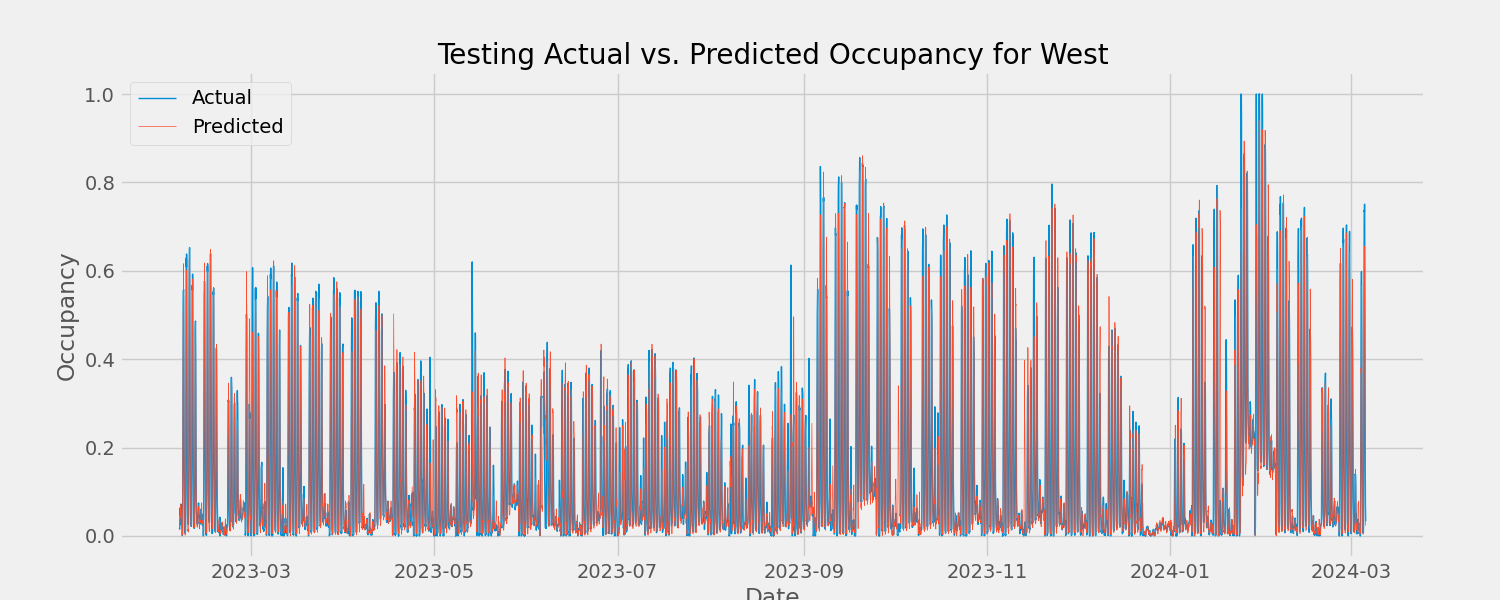 Testing Actual vs. Predicted Occupancy for West
Actual
Predicted
Occupancy
1.0
0.8
0.6
0.4
0.2
0.0
2023-03
2023-05
2023-07
2023-09
2023-11
2024-01
2024-03
Date